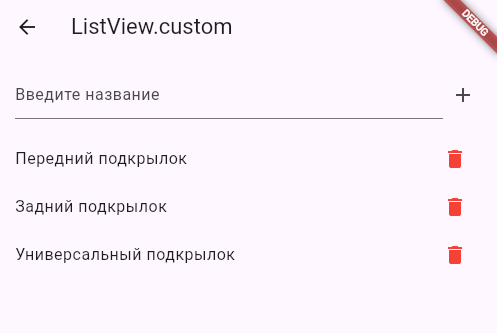 ListView.custom
DEBUG
Введите название
Передний подкрылок
Задний подкрылок
Универсальный подкрылок